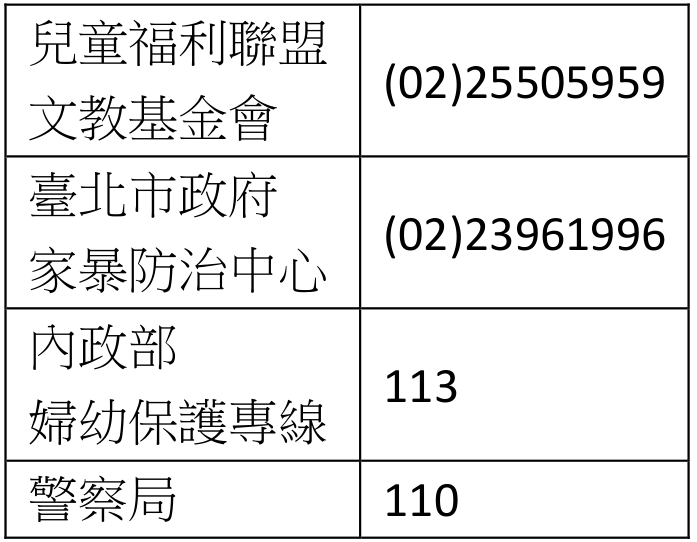 兒童福利聯盟
文教基金會
(02)25505959
臺北市政府
家暴防治中心
(02)23961996
內政部
婦幼保護專線
113
警察局
110